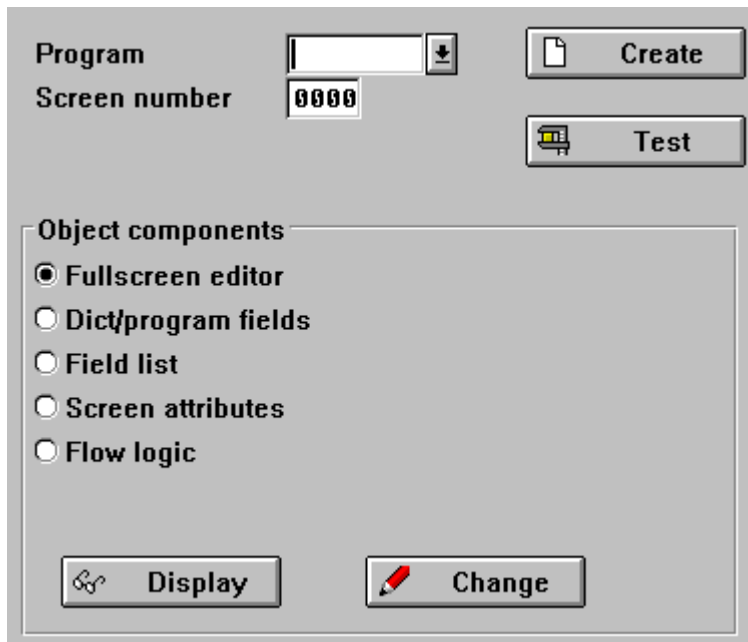 Program
Create
Screen number 0000
Test
Object components
Fullscreen editor
Dict/program fields
Field list
Screen attributes
Flow logic
Display
Change